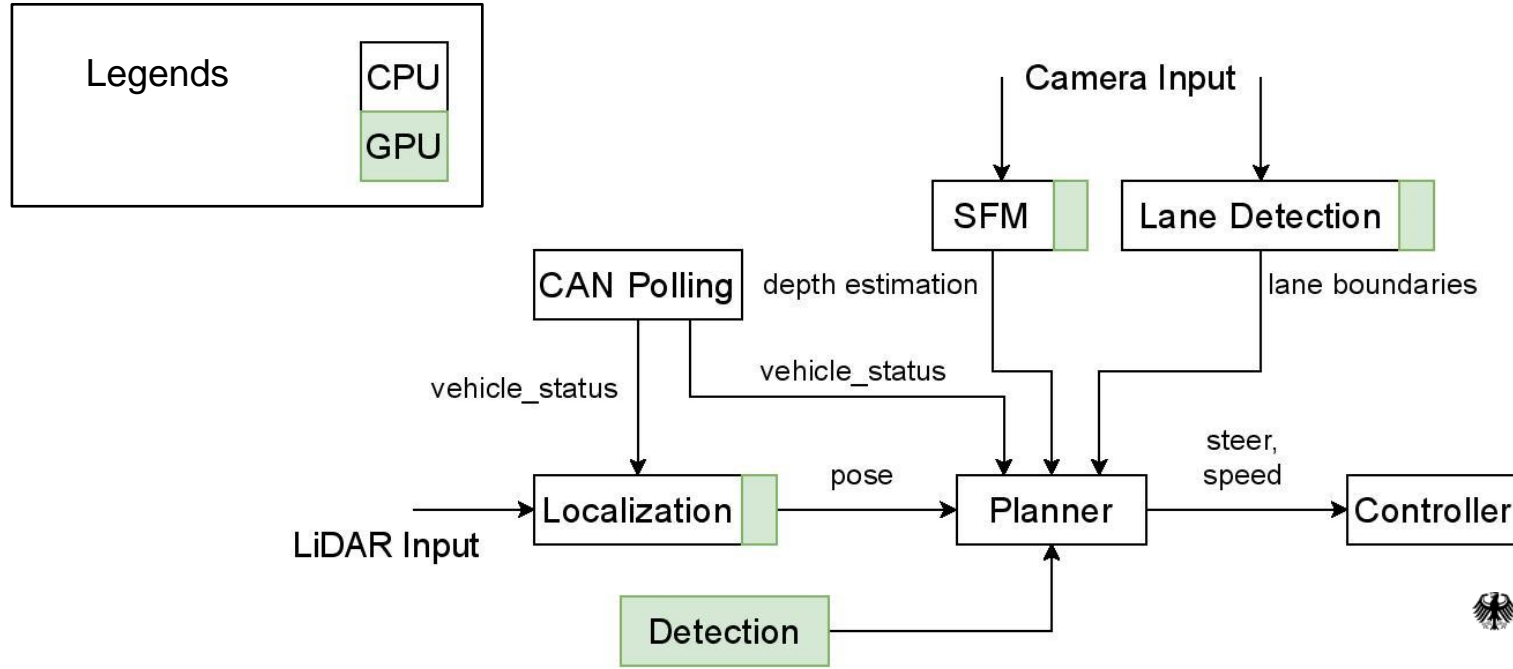 Legends
CPU
GPU
Camera Input
SFM
Lane Detection
CAN Polling
depth estimation
lane boundaries
vehicle_status
vehicle_status
steer,
speed
pose
Localization
Planner
Controller
LiDAR Input
Detection